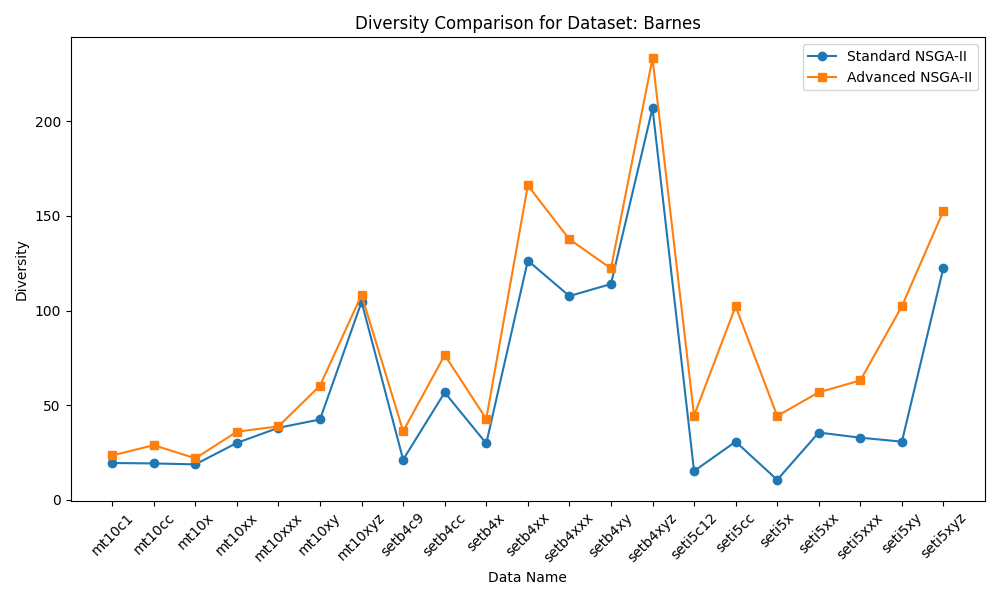 Diversity Comparison for Dataset: Barnes
Standard NSGA-II
Advanced NSGA-II
Diversity
200
150
100
50
0
mt10c1
mt10cc
mt10x
mt10xx
mt10xxx
mt10xy
mt10xyz
setb4c9
setb4cc
setb4x
setb4xx
setb4xxx
setb4xy
setb4xyz
seti5c12
seti5cc
seti5x
seti5xx
seti5xxx
seti5xy
seti5xyz
Data Name